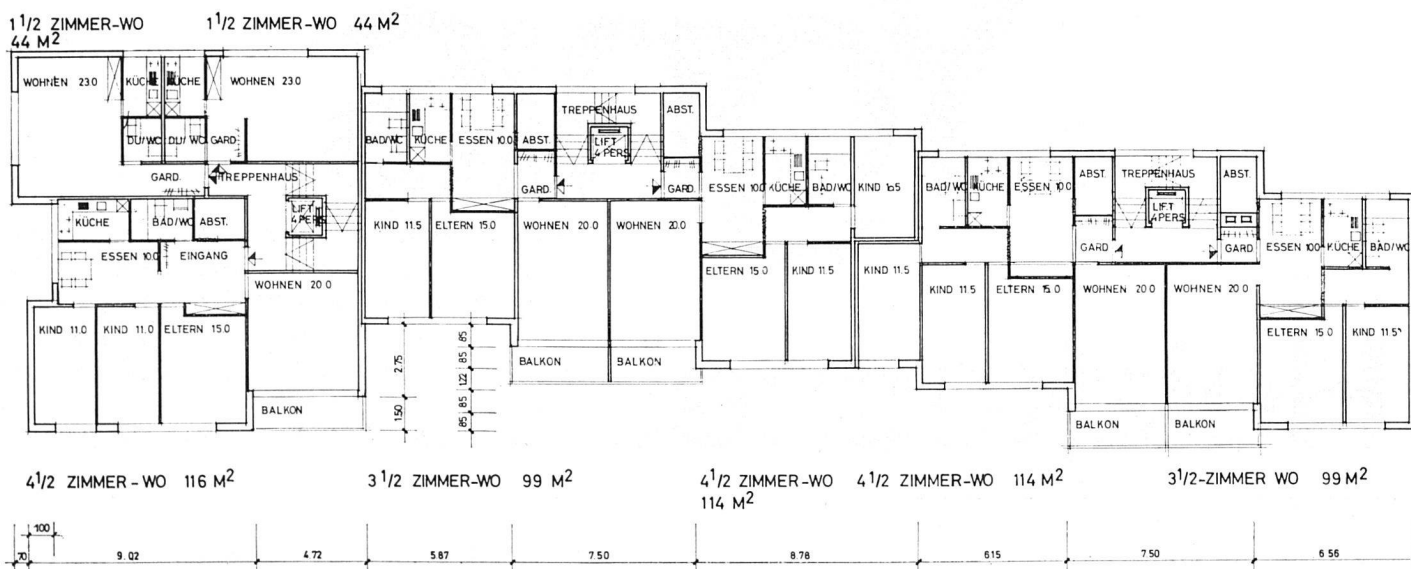 1 1/2 ZIMMER-WO 44 M²
1 1/2 ZIMMER-WO 44 M²
WOHNEN 23.0
KÜCHE
KÜCHE
WOHNEN 23.0
DU/WC
DU/WC
GARD.
GARD.
TREPPENHAUS
LIFT
4 PERS.
KÜCHE
BAD/WC
ABST.
ESSEN 10.0
EINGANG
WOHNEN 20.0
KIND 11.0
KIND 11.0
ELTERN 15.0
BALKON
BAD/WC
KÜCHE
ESSEN 10.0
ABST.
TREPPENHAUS
LIFT
4 PERS.
ABST.
GARD.
GARD.
KIND 11.5
ELTERN 15.0
WOHNEN 20.0
WOHNEN 20.0
BALKON
BALKON
ESSEN 10.0
KÜCHE
BAD/WC
KIND 16.5
ELTERN 15.0
KIND 11.5
KIND 11.5
BAD/WC
KÜCHE
ESSEN 10.0
ABST.
TREPPENHAUS
LIFT
4 PERS
ABST.
GARD
GARD.
KIND 11.5
ELTERN 15.0
WOHNEN 20.0
WOHNEN 20.0
BALKON
BALKON
ESSEN 10.0
KÜCHE
BAD/WC
ELTERN 15.0
KIND 11.5
2.75
1.50
85
85
1.22
85
85
4 1/2 ZIMMER - WO 116 M²
3 1/2 ZIMMER-WO 99 M²
4 1/2 ZIMMER-WO
114 M²
4 1/2 ZIMMER-WO 114 M²
3 1/2-ZIMMER WO 99 M²
100
70
9.02
4.72
5.87
7.50
8.78
6.15
7.50
6.56